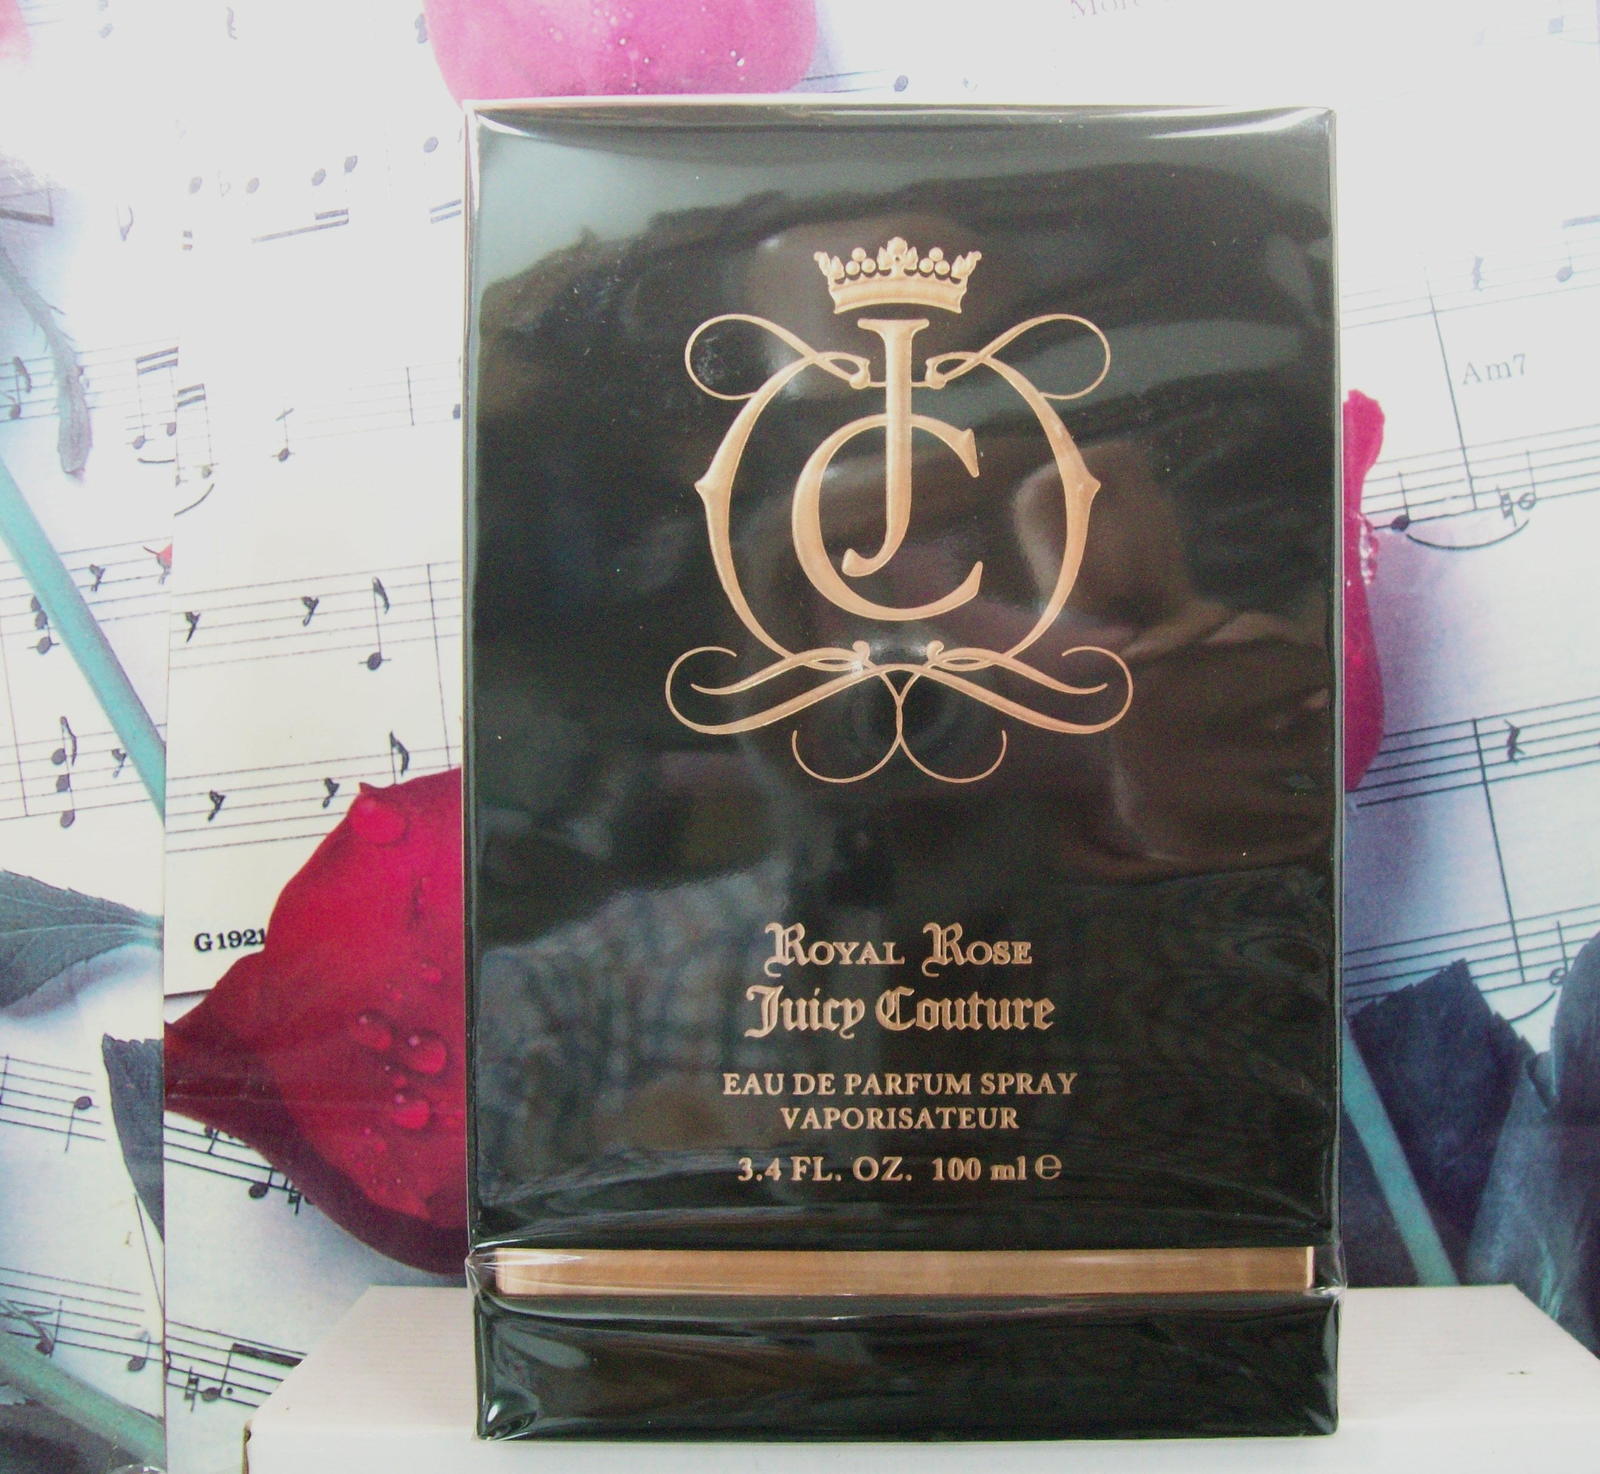 Am7
JC
G1921
ROYAL ROSE
Juicy Couture
EAU DE PARFUM SPRAY
VAPORISATEUR
3.4 FL. OZ. 100 ml ℮